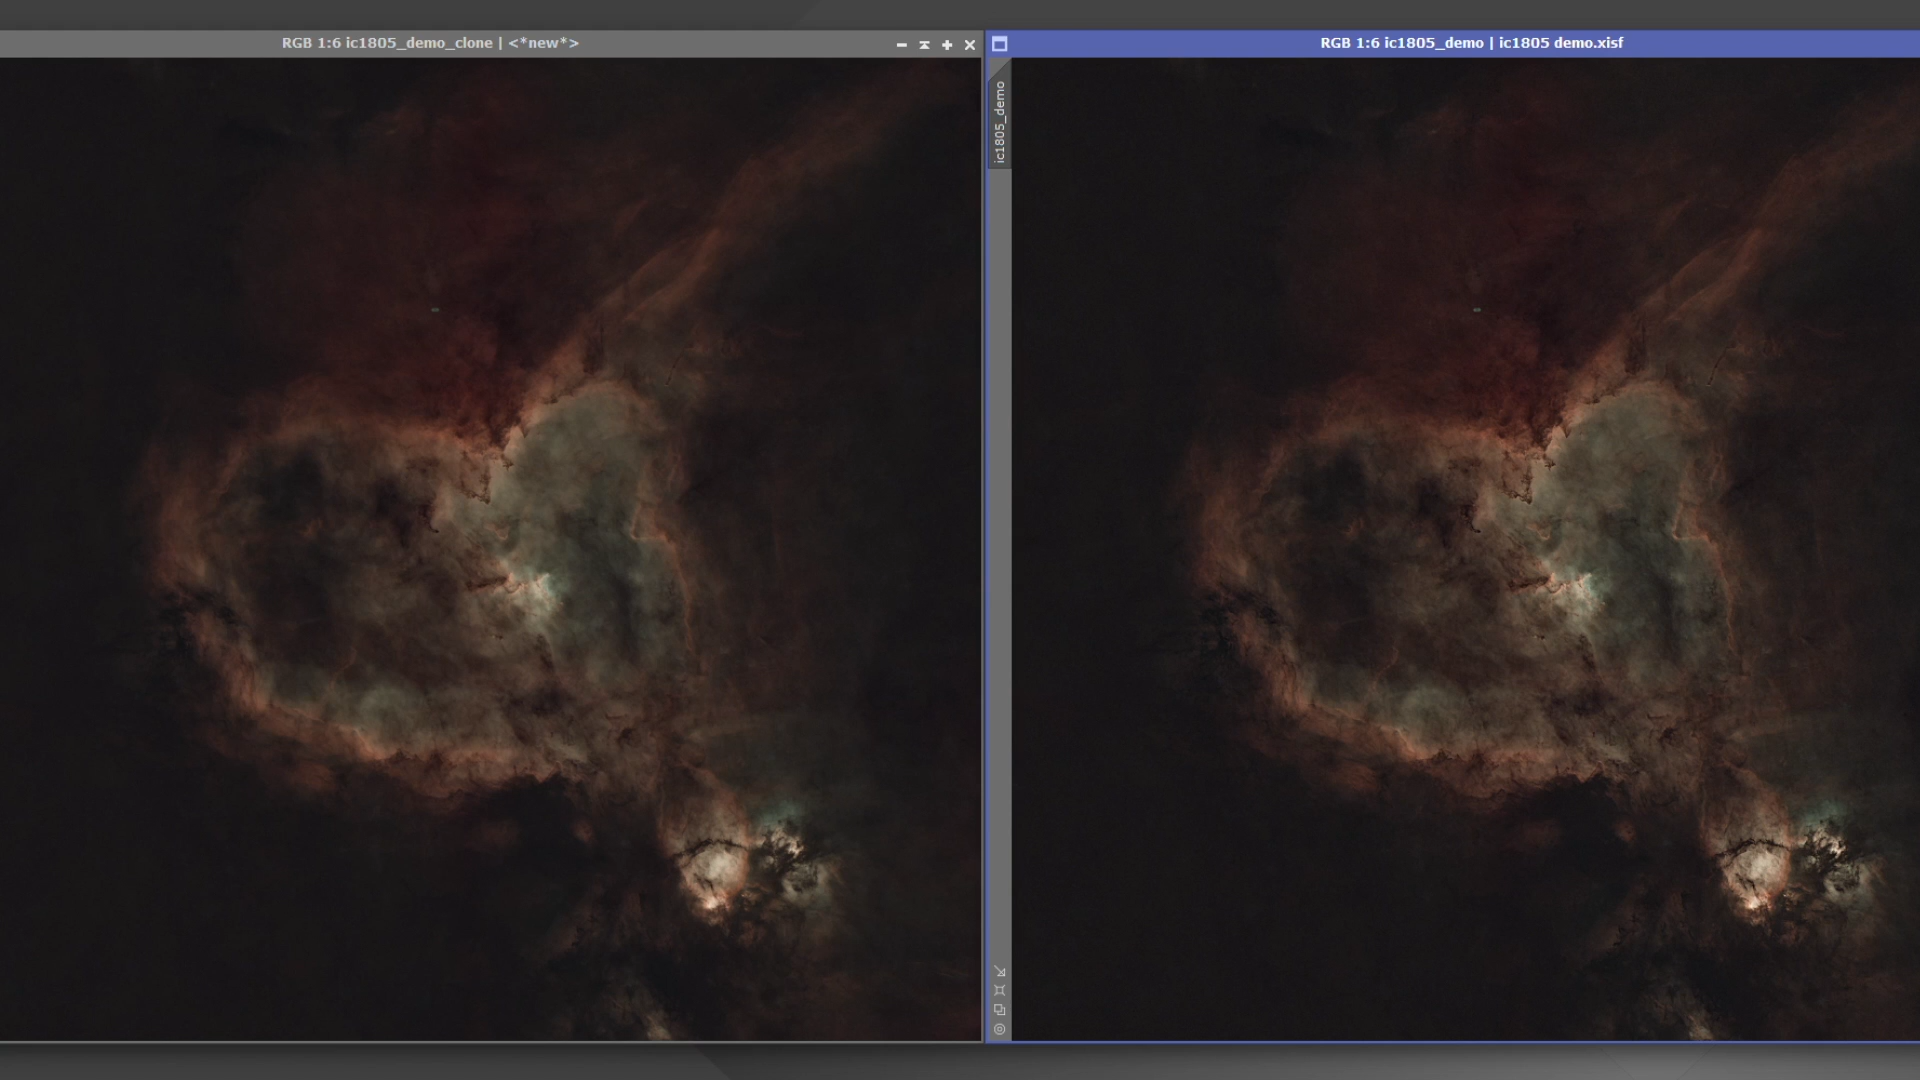 RGB 1:6 ic1805_demo_clone | <*new*>
RGB 1:6 ic1805_demo | ic1805 demo.xisf
ic1805_demo